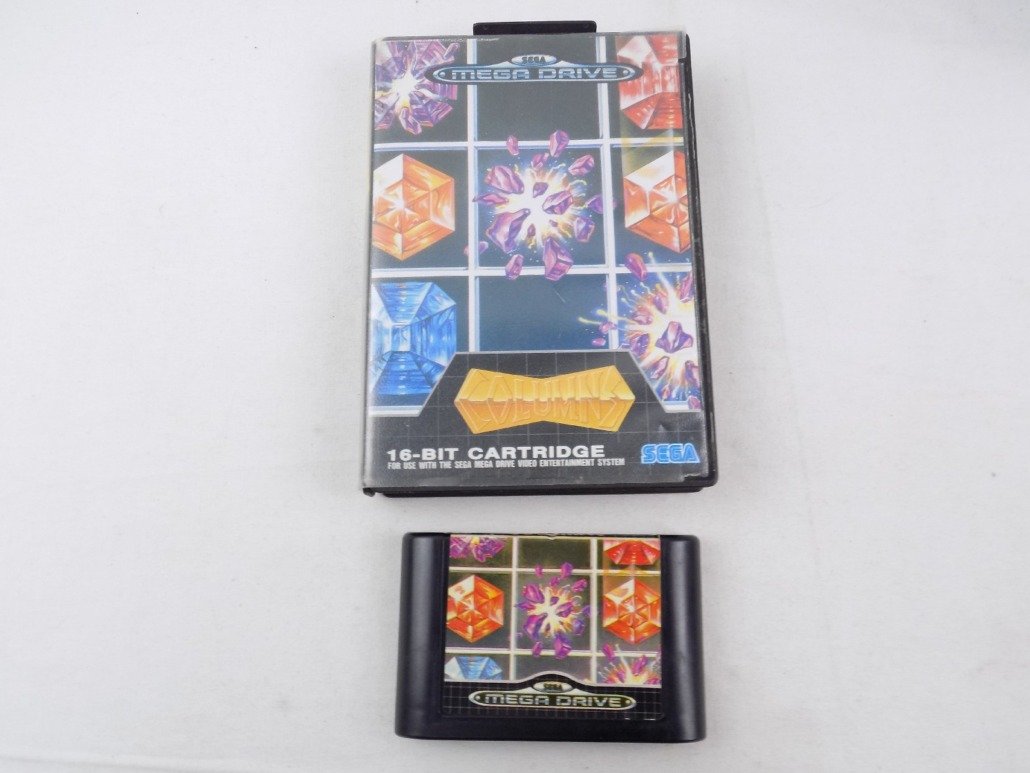 SEGA
MEGA DRIVE
COLUMNS
16-BIT CARTRIDGE
FOR USE WITH THE SEGA MEGA DRIVE VIDEO ENTERTAINMENT SYSTEM
SEGA
SEGA
MEGA DRIVE